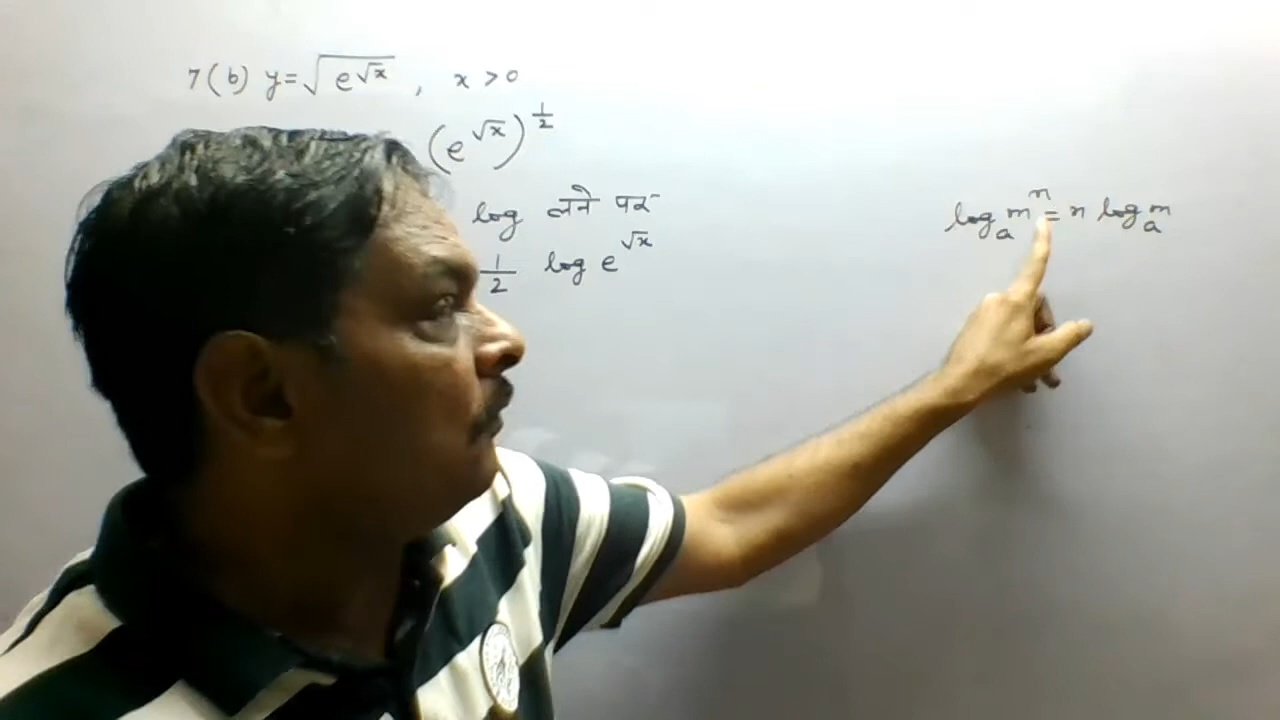 7(b) y=√e^√x , x > 0
(e^√x)^1/2
log लेने पर
1/2 log e^√x
log_a m^n = n log_a m